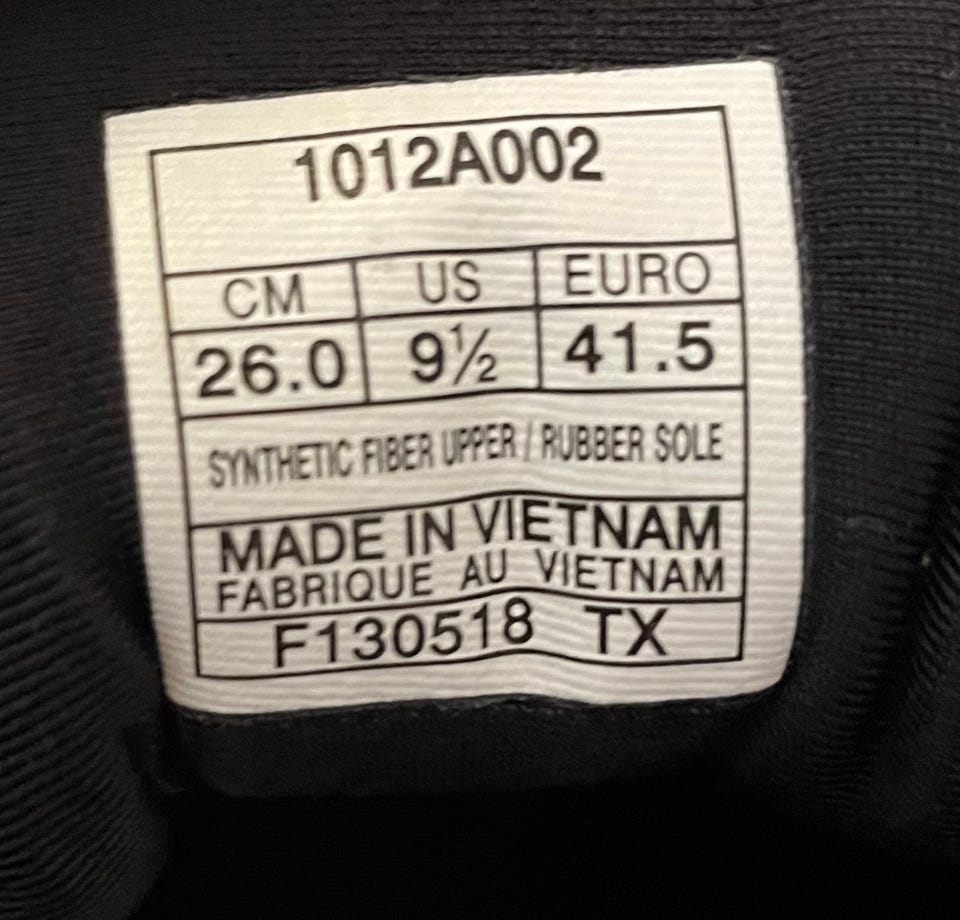 1012A002
CM US EURO
26.0 9½ 41.5
SYNTHETIC FIBER UPPER / RUBBER SOLE
MADE IN VIETNAM
FABRIQUE AU VIETNAM
F130518 TX